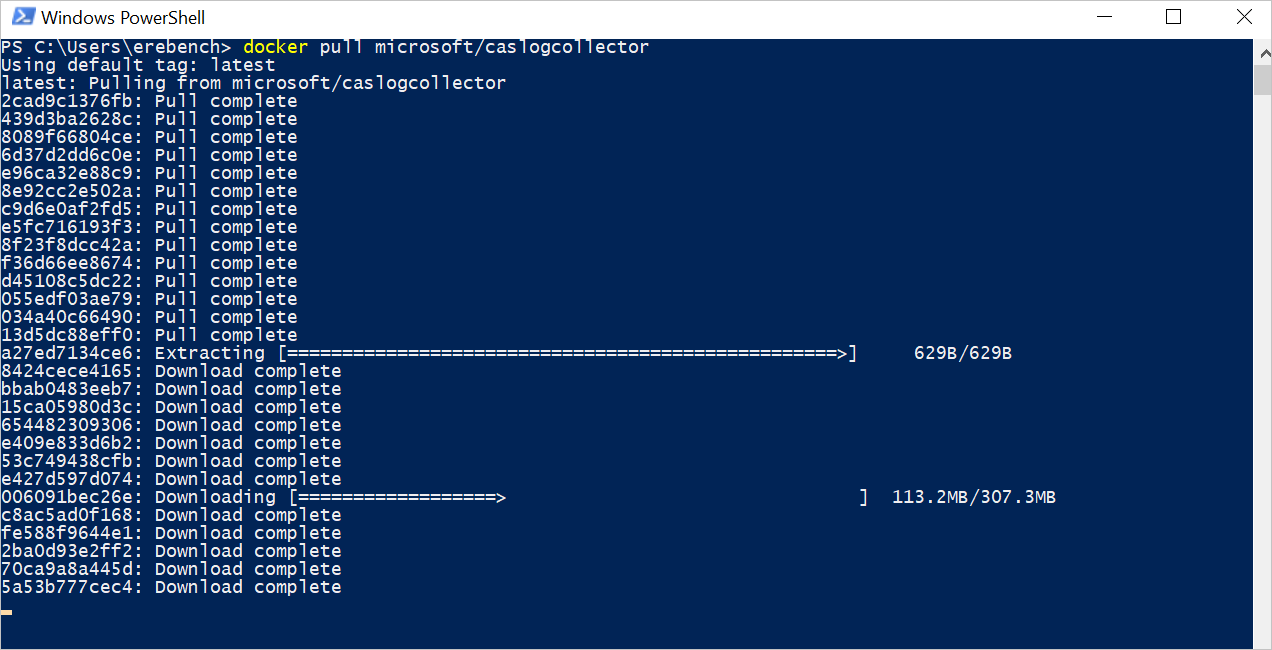 Windows PowerShell
PS C:\Users\erebench> docker pull microsoft/caslogcollector
Using default tag: latest
latest: Pulling from microsoft/caslogcollector
2cad9c1376fb: Pull complete
439d3ba2628c: Pull complete
8089f66804ce: Pull complete
6d37d2dd6c0e: Pull complete
e96ca32e88c9: Pull complete
8e92cc2e502a: Pull complete
c9d6e0af2fd5: Pull complete
e5fc716193f3: Pull complete
8f23f8dcc42a: Pull complete
f36d66ee8674: Pull complete
d45108c5dc22: Pull complete
055edf03ae79: Pull complete
034a40c66490: Pull complete
13d5dc88eff0: Pull complete
a27ed7134ce6: Extracting [==================================================>]     629B/629B
8424cece4165: Download complete
bbab0483eeb7: Download complete
15ca05980d3c: Download complete
654482309306: Download complete
e409e833d6b2: Download complete
53c749438cfb: Download complete
e427d597d074: Download complete
006091bec26e: Downloading [==================>                                ]  113.2MB/307.3MB
c8ac5ad0f168: Download complete
fe588f9644e1: Download complete
2ba0d93e2ff2: Download complete
70ca9a8a445d: Download complete
5a53b777cec4: Download complete